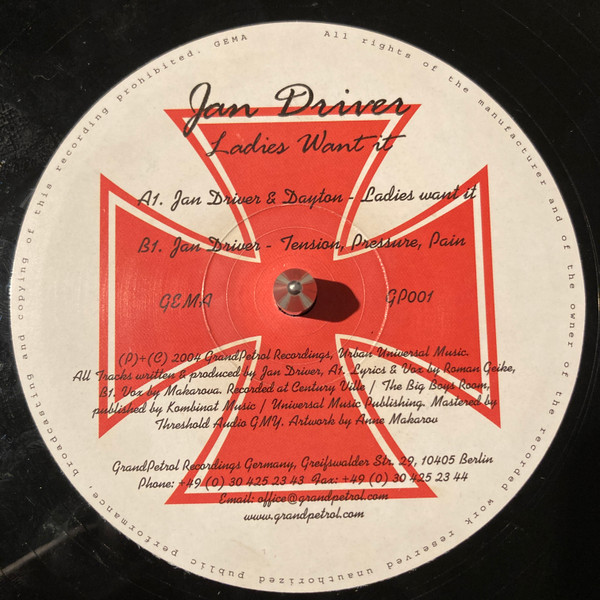 Jan Driver
Ladies Want it
A1. Jan Driver & Dayton - Ladies want it
B1. Jan Driver - Tension, Pressure, Pain
GEMA
GP001
(P)+(C) 2004 GrandPetrol Recordings, Urban Universal Music.
All Tracks written & produced by Jan Driver, A1. Lyrics & Vox by Roman Geike,
B1. Vox by Makarova. Recorded at Century Ville / The Big Boys Room,
published by Kombinat Music / Universal Music Publishing. Mastered by
Threshold Audio GMY. Artwork by Anne Makarov
GrandPetrol Recordings Germany, Greifswalder Str. 29, 10405 Berlin
Phone: +49 (0) 30 425 23 43 Fax: +49 (0) 30 425 23 44
Email: office@grandpetrol.com
www.grandpetrol.com
All rights of the manufacturer and of the owner of the recorded work reserved unauthorized public performance, broadcasting and copying of this recording prohibited. GEMA